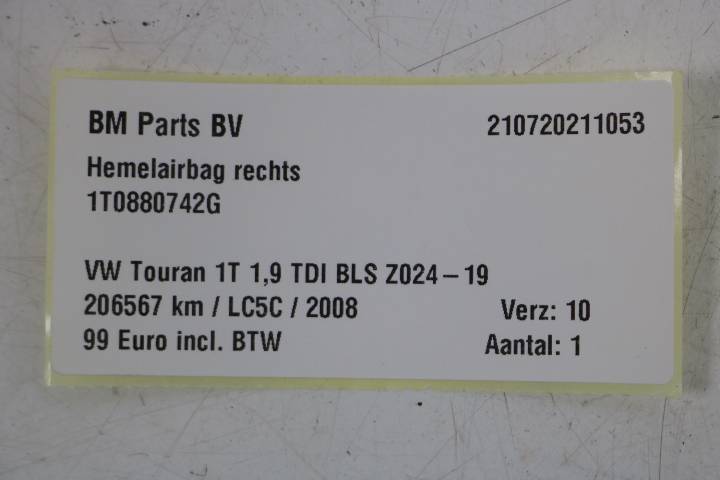 BM Parts BV 210720211053
Hemelairbag rechts
1T0880742G
VW Touran 1T 1,9 TDI BLS Z024-19
206567 km / LC5C / 2008 Verz: 10
99 Euro incl. BTW Aantal: 1